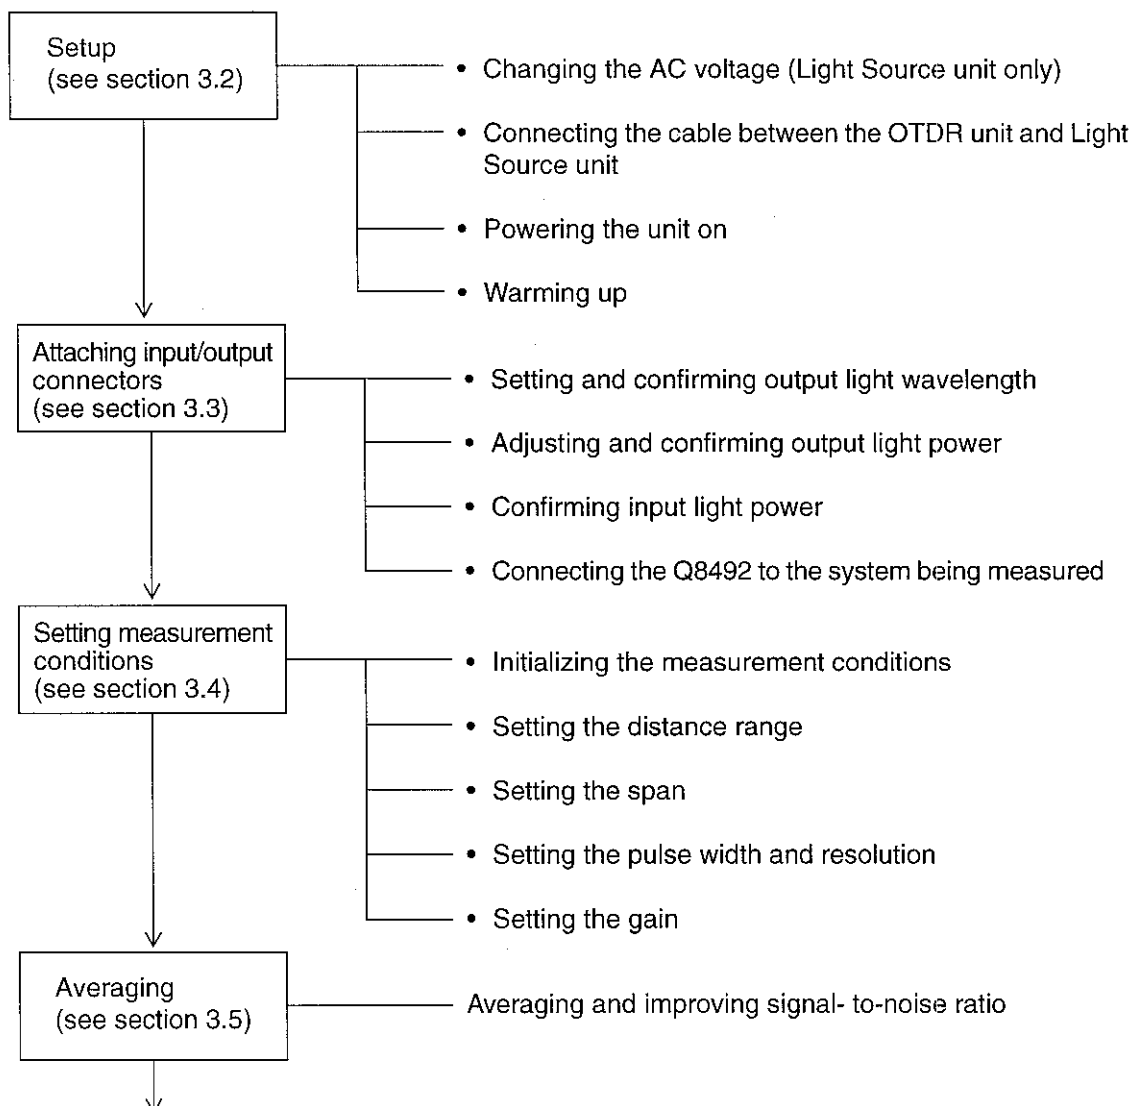 Setup
(see section 3.2)
• Changing the AC voltage (Light Source unit only)
• Connecting the cable between the OTDR unit and Light
Source unit
• Powering the unit on
• Warming up
Attaching input/output
connectors
(see section 3.3)
• Setting and confirming output light wavelength
• Adjusting and confirming output light power
• Confirming input light power
• Connecting the Q8492 to the system being measured
Setting measurement
conditions
(see section 3.4)
• Initializing the measurement conditions
• Setting the distance range
• Setting the span
• Setting the pulse width and resolution
• Setting the gain
Averaging
(see section 3.5)
Averaging and improving signal- to-noise ratio